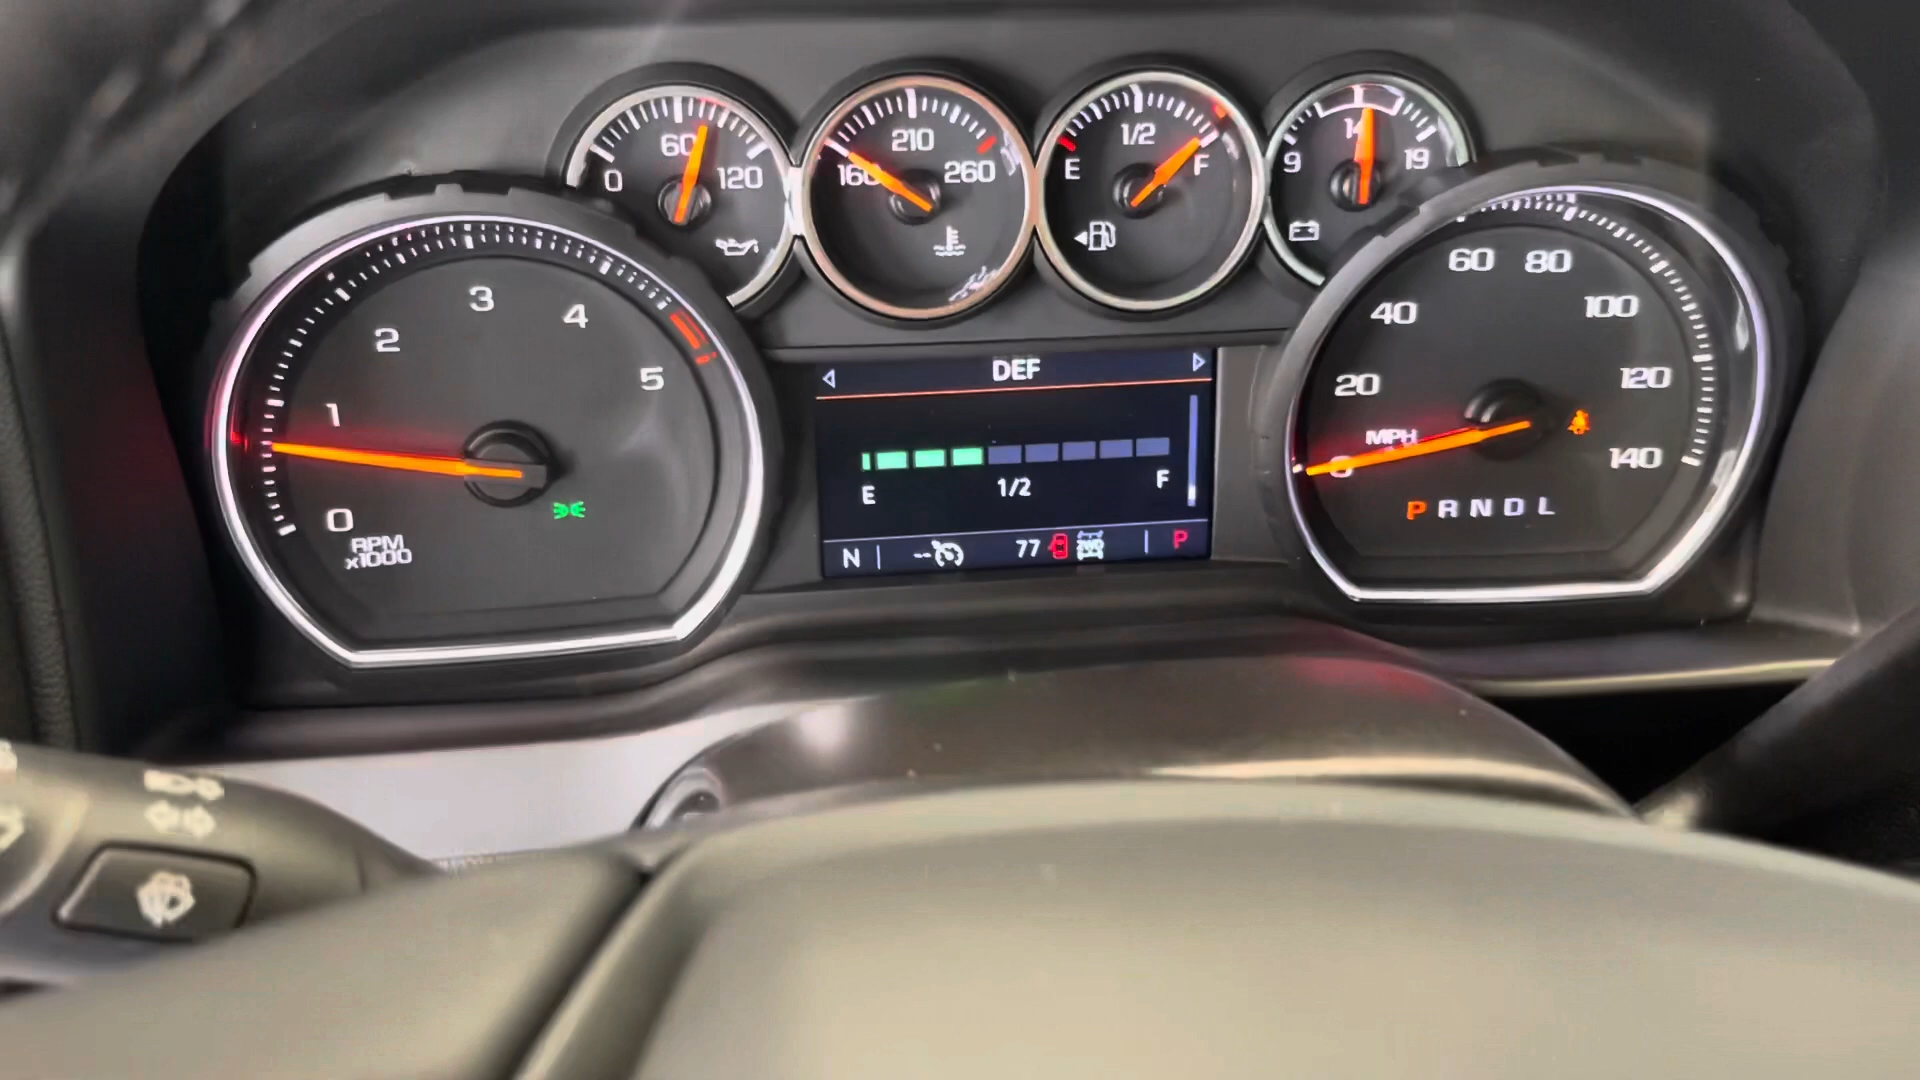 0 60 120
160 210 260
E 1/2 F
9 14 19
0 1 2 3 4 5
RPM
x1000
DEF
E 1/2 F
N 77 2WD P
0 20 40 60 80 100 120 140
MPH
P R N D L